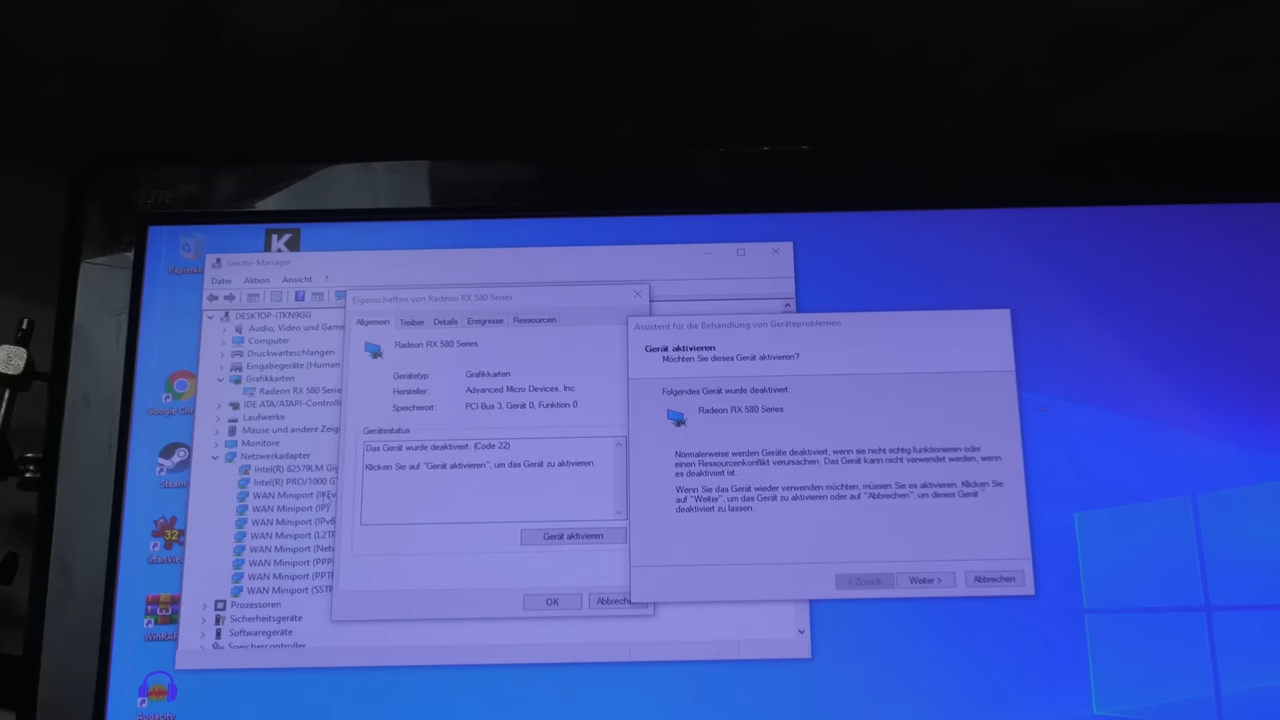 237E
K
Geräte-Manager
Datei Aktion Ansicht ?
DESKTOP-ITKN9GG
Audio, Video und Game
Computer
Druckwarteschlangen
Eingabegeräte (Human
Grafikkarten
Radeon RX 580 Serie
IDE ATA/ATAPI-Controll
Laufwerke
Mäuse und andere Zeig
Monitore
Netzwerkadapter
Intel(R) 82579LM Gig
Intel(R) PRO/1000 G
WAN Miniport (IKEv
WAN Miniport (IP)
WAN Miniport (IPv6
WAN Miniport (L2TP
WAN Miniport (Netw
WAN Miniport (PPP
WAN Miniport (PPT
WAN Miniport (SSTP
Prozessoren
Sicherheitsgeräte
Softwaregeräte
Speichercontroller
Eigenschaften von Radeon RX 580 Series
Allgemein Treiber Details Ereignisse Ressourcen
Radeon RX 580 Series
Gerätetyp: Grafikkarten
Hersteller: Advanced Micro Devices, Inc.
Speicherort: PCI-Bus 3, Gerät 0, Funktion 0
Gerätestatus
Das Gerät wurde deaktiviert. (Code 22)
Klicken Sie auf "Gerät aktivieren", um das Gerät zu aktivieren.
Gerät aktivieren
OK Abbrech
Assistent für die Behandlung von Geräteproblemen
Gerät aktivieren
Möchten Sie dieses Gerät aktivieren?
Folgendes Gerät wurde deaktiviert:
Radeon RX 580 Series
Normalerweise werden Geräte deaktiviert, wenn sie nicht richtig funktionieren oder
einen Ressourcenkonflikt verursachen. Das Gerät kann nicht verwendet werden, wenn
es deaktiviert ist.
Wenn Sie das Gerät wieder verwenden möchten, müssen Sie es aktivieren. Klicken Sie
auf "Weiter", um das Gerät zu aktivieren oder auf "Abbrechen", um dieses Gerät
deaktiviert zu lassen.
< Zurück Weiter > Abbrechen
Papierko
Google Chr
Steam
32
IrfanVie
WinRAR
Audacity